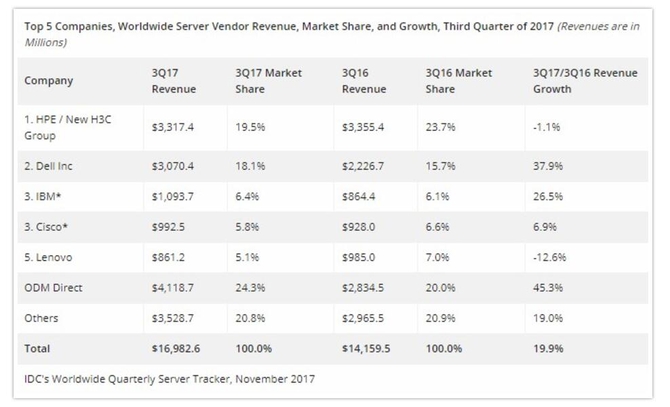 Top 5 Companies, Worldwide Server Vendor Revenue, Market Share, and Growth, Third Quarter of 2017 (Revenues are in
Millions)
Company 3Q17 Revenue 3Q17 Market Share 3Q16 Revenue 3Q16 Market Share 3Q17/3Q16 Revenue Growth
1. HPE / New H3C Group $3,317.4 19.5% $3,355.4 23.7% -1.1%
2. Dell Inc $3,070.4 18.1% $2,226.7 15.7% 37.9%
3. IBM* $1,093.7 6.4% $864.4 6.1% 26.5%
3. Cisco* $992.5 5.8% $928.0 6.6% 6.9%
5. Lenovo $861.2 5.1% $985.0 7.0% -12.6%
ODM Direct $4,118.7 24.3% $2,834.5 20.0% 45.3%
Others $3,528.7 20.8% $2,965.5 20.9% 19.0%
Total $16,982.6 100.0% $14,159.5 100.0% 19.9%
IDC's Worldwide Quarterly Server Tracker, November 2017